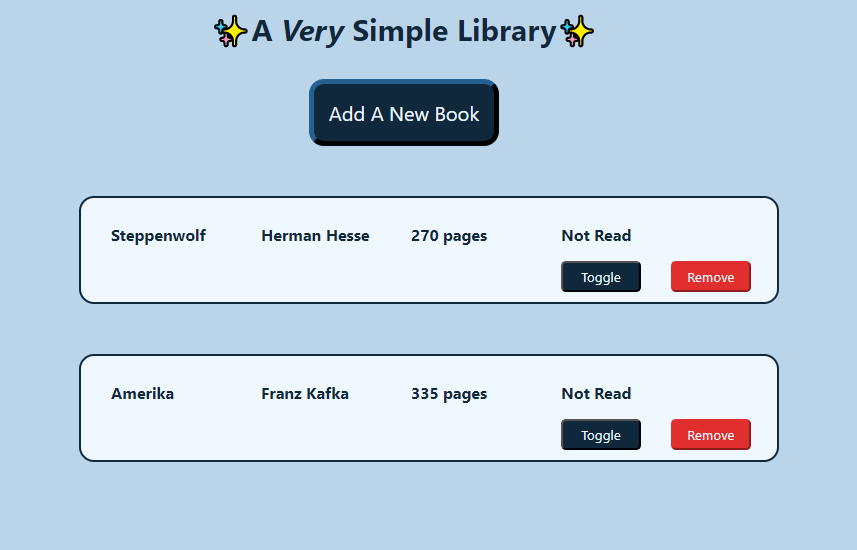 ✨A Very Simple Library✨
Add A New Book
Steppenwolf Herman Hesse 270 pages Not Read
Toggle Remove
Amerika Franz Kafka 335 pages Not Read
Toggle Remove